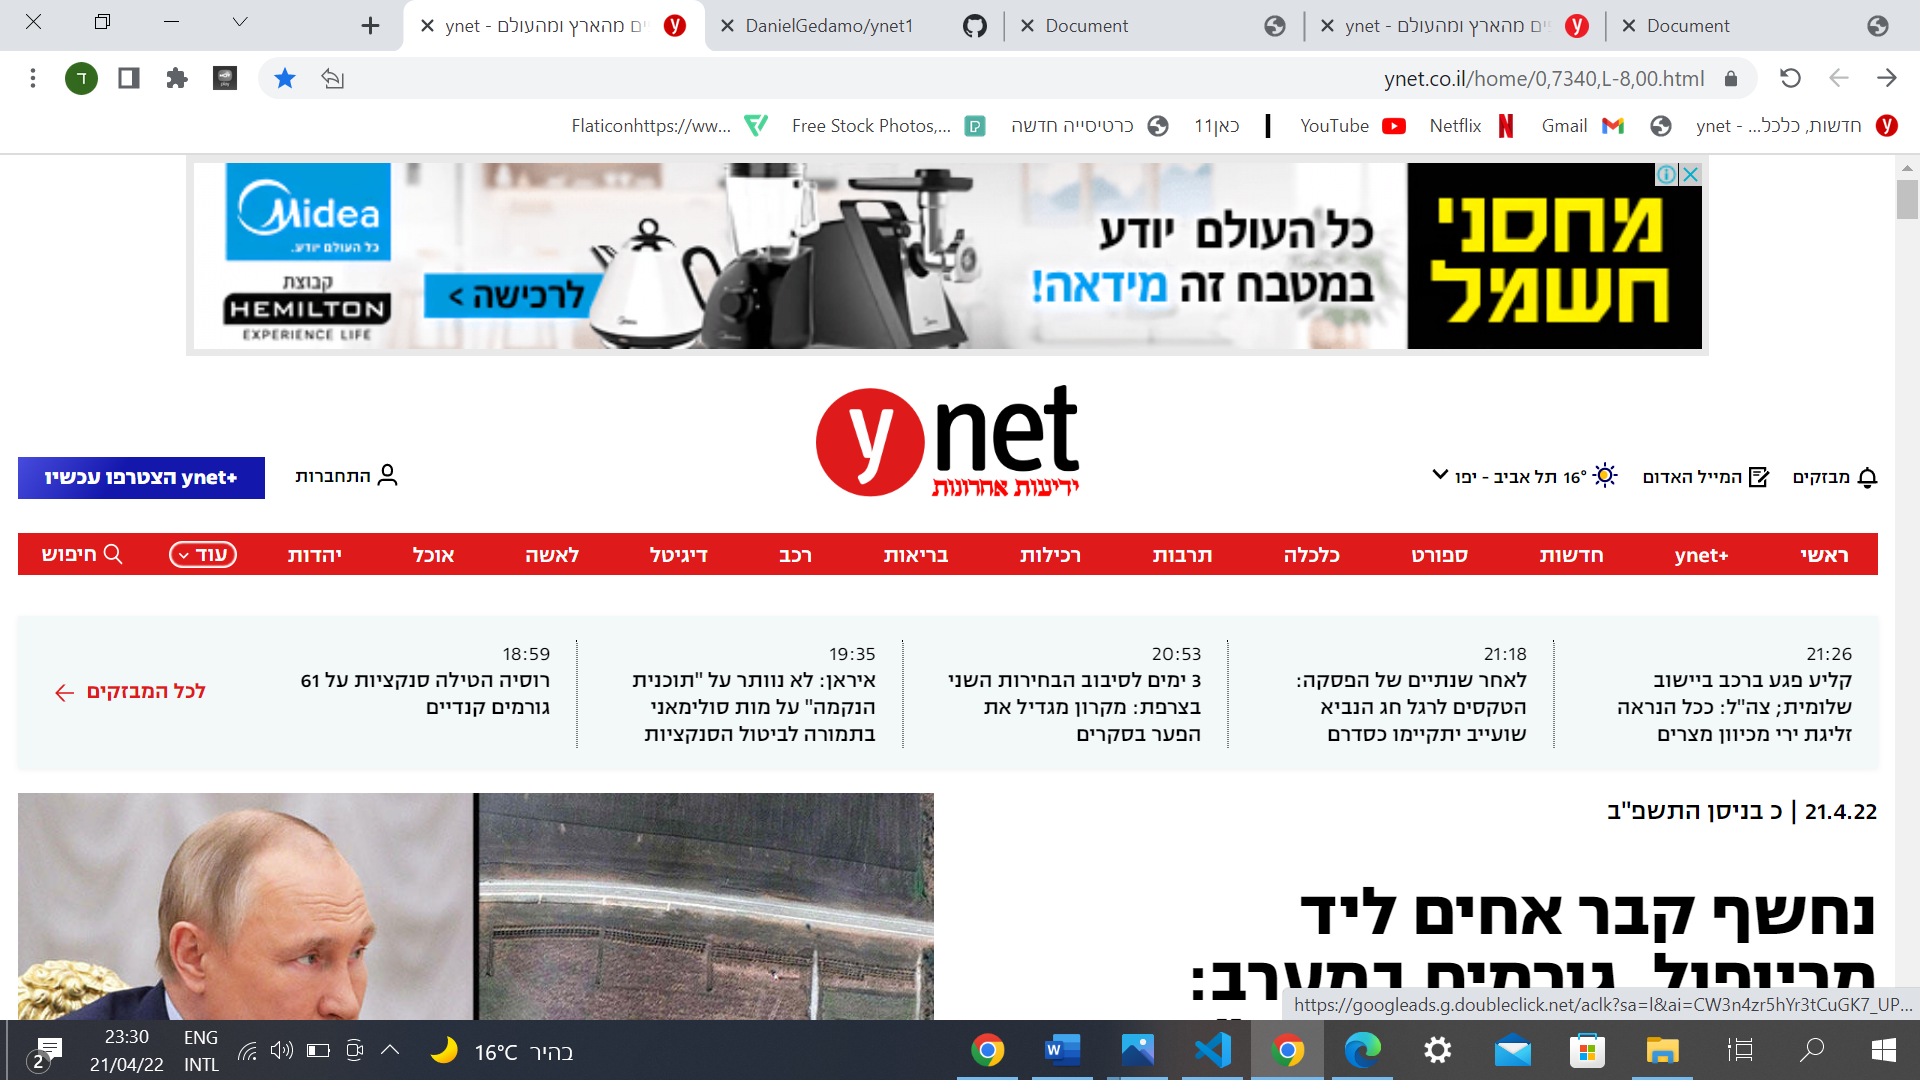 ynet - ים מהארץ ומהעולם
DanielGedamo/ynet1
Document
ynet - ים מהארץ ומהעולם
Document
ד
ynet.co.il/home/0,7340,L-8,00.html
Flaticonhttps://ww...
Free Stock Photos,...
כרטיסייה חדשה
כאן11
YouTube
Netflix
Gmail
ynet - חדשות, כלכל...
Midea
כל העולם יודע.
קבוצת
HEMILTON
EXPERIENCE LIFE
לרכישה >
כל העולם יודע
במטבח זה מידאה!
מחסני
חשמל
ynet
ידיעות אחרונות
מבזקים
המייל האדום
16° תל אביב - יפו
התחברות
+ynet הצטרפו עכשיו
ראשי
+ynet
חדשות
ספורט
כלכלה
תרבות
רכילות
בריאות
רכב
דיגיטל
לאשה
אוכל
יהדות
עוד
חיפוש
21:26
קליע פגע ברכב ביישוב
שלומית; צה"ל: ככל הנראה
זליגת ירי מכיוון מצרים
21:18
לאחר שנתיים של הפסקה:
הטקסים לרגל חג הנביא
שועייב יתקיימו כסדרם
20:53
3 ימים לסיבוב הבחירות השני
בצרפת: מקרון מגדיל את
הפער בסקרים
19:35
איראן: לא נוותר על "תוכנית
הנקמה" על מות סולימאני
בתמורה לביטול הסנקציות
18:59
רוסיה הטילה סנקציות על 61
גורמים קנדיים
לכל המבזקים
21.4.22 | כ בניסן התשפ"ב
נחשף קבר אחים ליד
מריופול, גורמים במערב:
https://googleads.g.doubleclick.net/aclk?sa=l&ai=CW3n4zr5hYr3tCuGK7_UP...
2
23:30
21/04/22
ENG
INTL
16°C בהיר